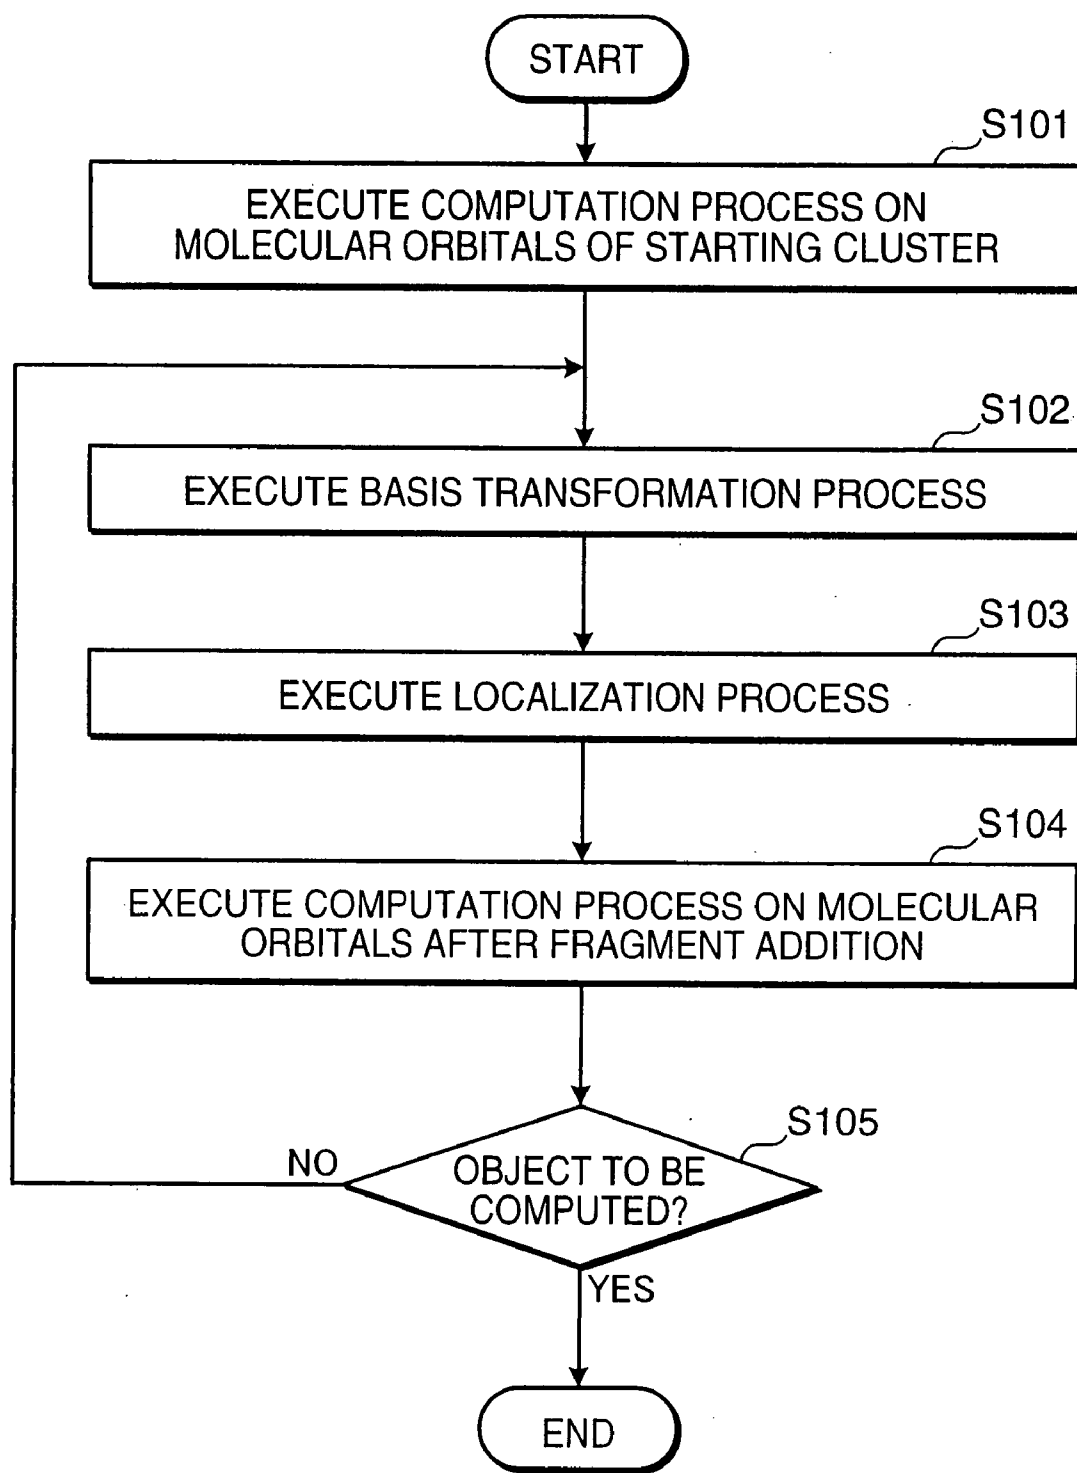 START
S101
EXECUTE COMPUTATION PROCESS ON
MOLECULAR ORBITALS OF STARTING CLUSTER
S102
EXECUTE BASIS TRANSFORMATION PROCESS
S103
EXECUTE LOCALIZATION PROCESS
S104
EXECUTE COMPUTATION PROCESS ON MOLECULAR
ORBITALS AFTER FRAGMENT ADDITION
S105
NO
OBJECT TO BE
COMPUTED?
YES
END